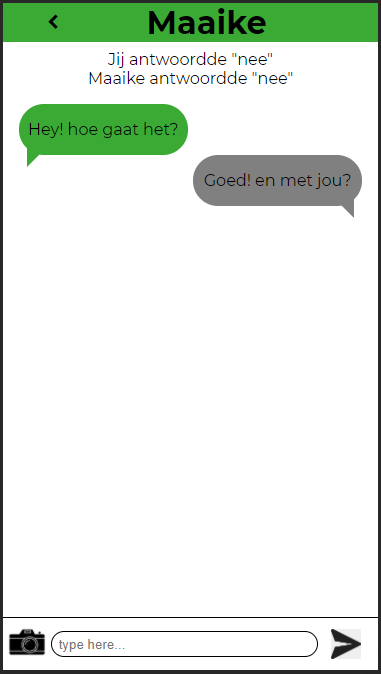 Maaike
Jij antwoordde "nee"
Maaike antwoordde "nee"
Hey! hoe gaat het?
Goed! en met jou?
type here...